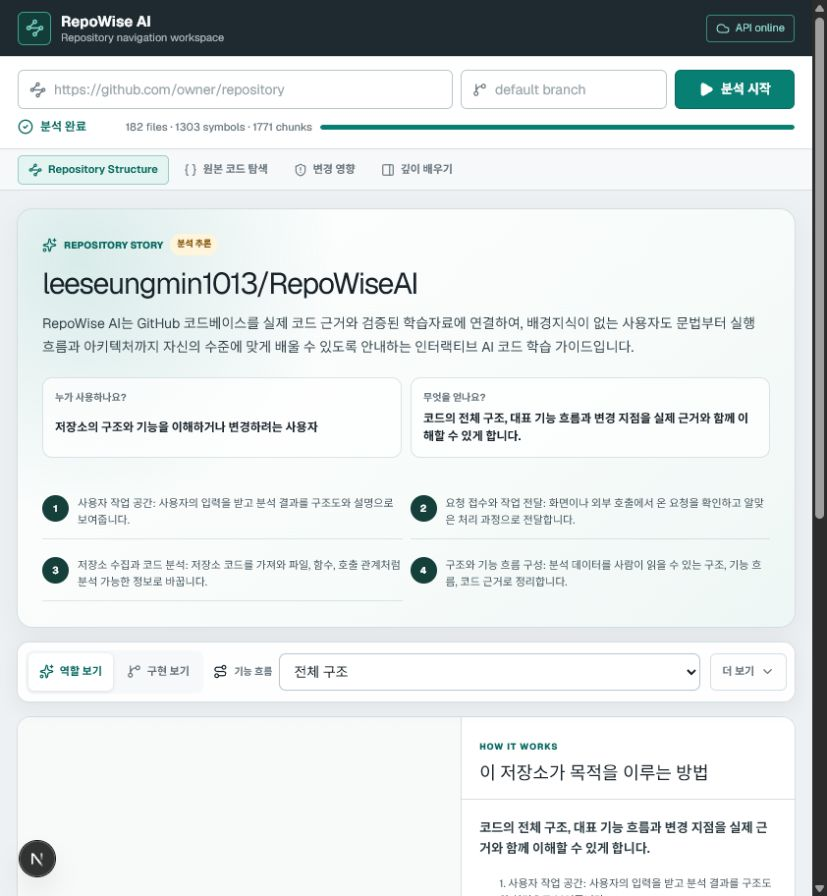 RepoWise AI
Repository navigation workspace
API online
https://github.com/owner/repository
default branch
분석 시작
분석 완료
182 files · 1303 symbols · 1771 chunks
Repository Structure
{ } 원본 코드 탐색
변경 영향
깊이 배우기
REPOSITORY STORY
분석 추론
leeseungmin1013/RepoWiseAI
RepoWise AI는 GitHub 코드베이스를 실제 코드 근거와 검증된 학습자료에 연결하여, 배경지식이 없는 사용자도 문법부터 실행
흐름과 아키텍처까지 자신의 수준에 맞게 배울 수 있도록 안내하는 인터랙티브 AI 코드 학습 가이드입니다.
누가 사용하나요?
저장소의 구조와 기능을 이해하거나 변경하려는 사용자
무엇을 얻나요?
코드의 전체 구조, 대표 기능 흐름과 변경 지점을 실제 근거와 함께 이
해할 수 있게 합니다.
1
사용자 작업 공간: 사용자의 입력을 받고 분석 결과를 구조도와 설명으로
보여줍니다.
2
요청 접수와 작업 전달: 화면이나 외부 호출에서 온 요청을 확인하고 알맞
은 처리 과정으로 전달합니다.
3
저장소 수집과 코드 분석: 저장소 코드를 가져와 파일, 함수, 호출 관계처럼
분석 가능한 정보로 바꿉니다.
4
구조와 기능 흐름 구성: 분석 데이터를 사람이 읽을 수 있는 구조, 기능 흐
름, 코드 근거로 정리합니다.
역할 보기
구현 보기
기능 흐름
전체 구조
더 보기
HOW IT WORKS
이 저장소가 목적을 이루는 방법
코드의 전체 구조, 대표 기능 흐름과 변경 지점을 실제 근
거와 함께 이해할 수 있게 합니다.
1. 사용자 작업 공간: 사용자의 입력을 받고 분석 결과를 구조도
N